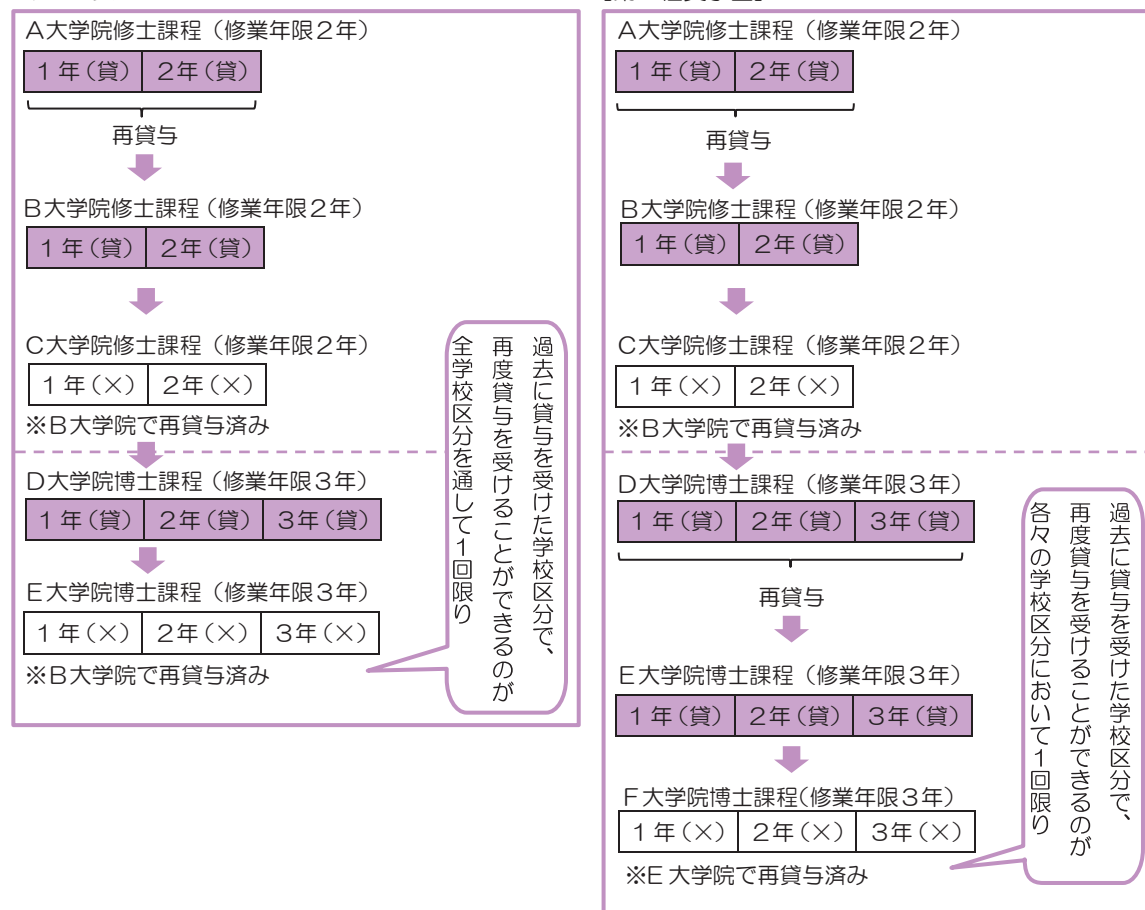 A大学院修士課程（修業年限2年）
1年（貸） 2年（貸）
再貸与
B大学院修士課程（修業年限2年）
1年（貸） 2年（貸）
C大学院修士課程（修業年限2年）
1年（×） 2年（×）
※B大学院で再貸与済み
D大学院博士課程（修業年限3年）
1年（貸） 2年（貸） 3年（貸）
E大学院博士課程（修業年限3年）
1年（×） 2年（×） 3年（×）
※B大学院で再貸与済み
過去に貸与を受けた学校区分で、
再度貸与を受けることができるのが
全学校区分を通して1回限り
A大学院修士課程（修業年限2年）
1年（貸） 2年（貸）
再貸与
B大学院修士課程（修業年限2年）
1年（貸） 2年（貸）
C大学院修士課程（修業年限2年）
1年（×） 2年（×）
※B大学院で再貸与済み
D大学院博士課程（修業年限3年）
1年（貸） 2年（貸） 3年（貸）
再貸与
E大学院博士課程（修業年限3年）
1年（貸） 2年（貸） 3年（貸）
F大学院博士課程(修業年限3年）
1年（×） 2年（×） 3年（×）
※E大学院で再貸与済み
過去に貸与を受けた学校区分で、
再度貸与を受けることができるのが
各々の学校区分において1回限り